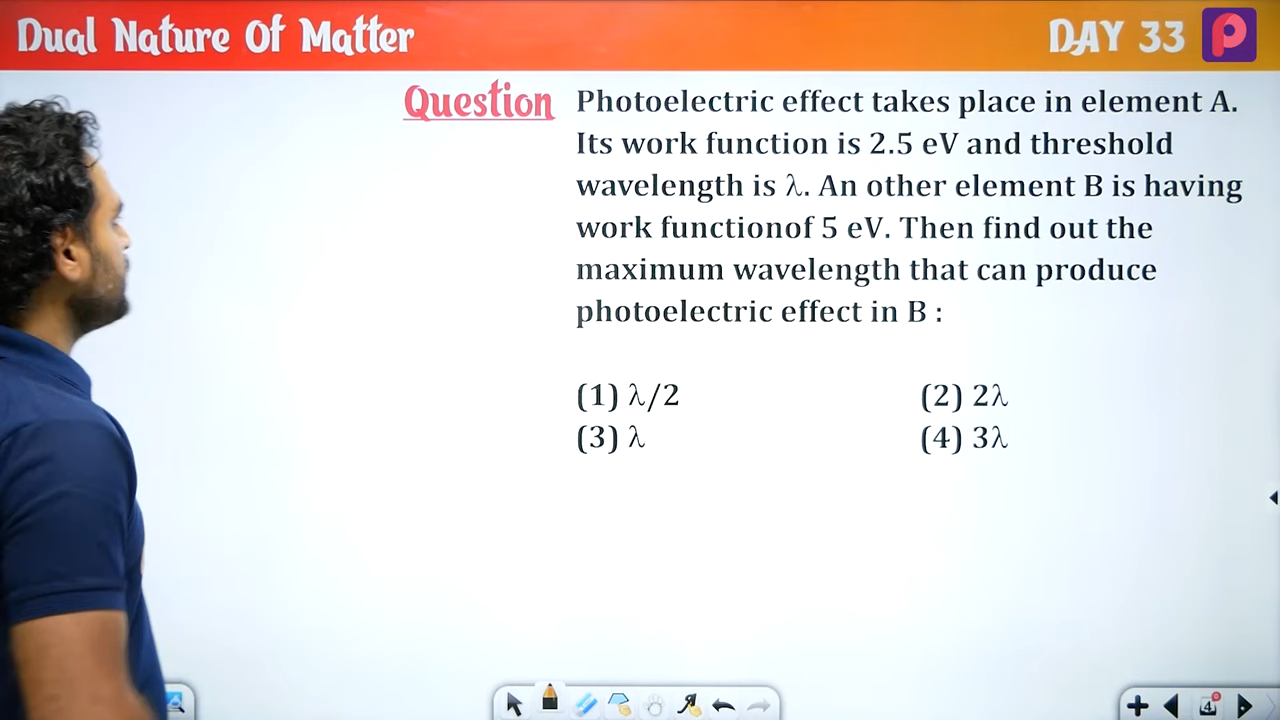 Dual Nature Of Matter
DAY 33
Question
Photoelectric effect takes place in element A.
Its work function is 2.5 eV and threshold
wavelength is λ. An other element B is having
work functionof 5 eV. Then find out the
maximum wavelength that can produce
photoelectric effect in B :
(1) λ/2
(2) 2λ
(3) λ
(4) 3λ
4